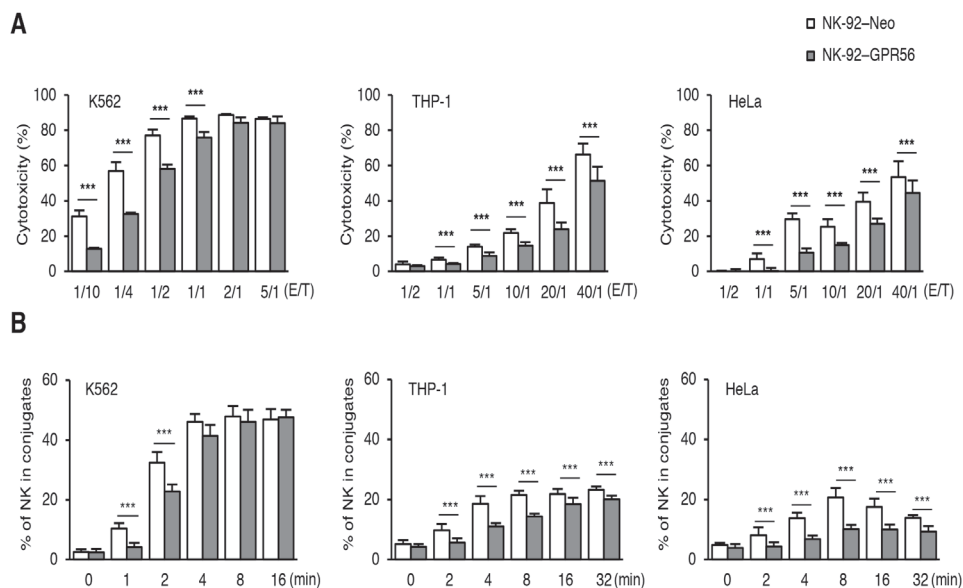 A
NK-92–Neo
NK-92–GPR56
K562
Cytotoxicity (%)
100
80
60
40
20
0
***
***
***
***
1/10 1/4 1/2 1/1 2/1 5/1 (E/T)
THP-1
Cytotoxicity (%)
100
80
60
40
20
0
***
***
***
***
***
1/2 1/1 5/1 10/1 20/1 40/1 (E/T)
HeLa
Cytotoxicity (%)
100
80
60
40
20
0
***
***
***
***
***
1/2 1/1 5/1 10/1 20/1 40/1 (E/T)
B
K562
% of NK in conjugates
60
40
20
0
***
***
0 1 2 4 8 16 (min)
THP-1
% of NK in conjugates
60
40
20
0
***
***
***
***
***
0 2 4 8 16 32 (min)
HeLa
% of NK in conjugates
60
40
20
0
***
***
***
***
***
0 2 4 8 16 32 (min)